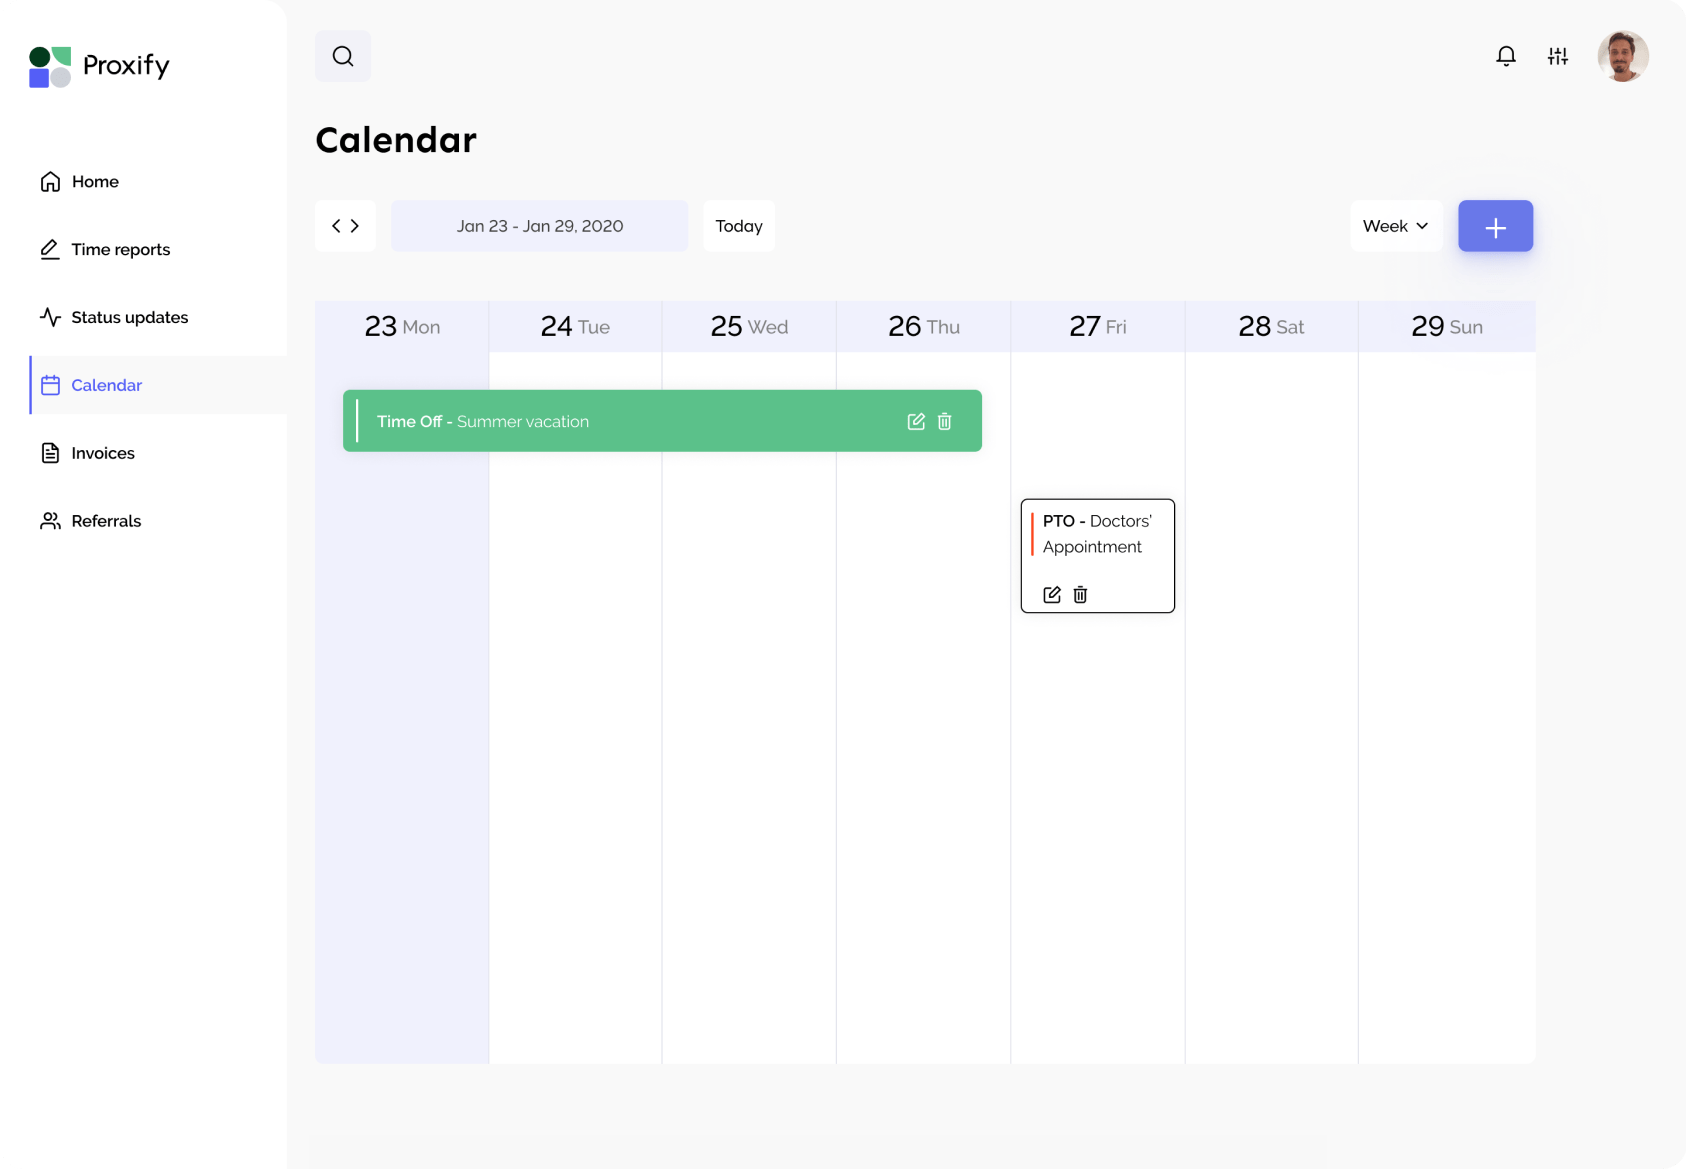 Proxify
Home
Time reports
Status updates
Calendar
Invoices
Referrals
Calendar
Jan 23 - Jan 29, 2020
Today
Week
23 Mon
24 Tue
25 Wed
26 Thu
27 Fri
28 Sat
29 Sun
Time Off - Summer vacation
PTO - Doctors'
Appointment